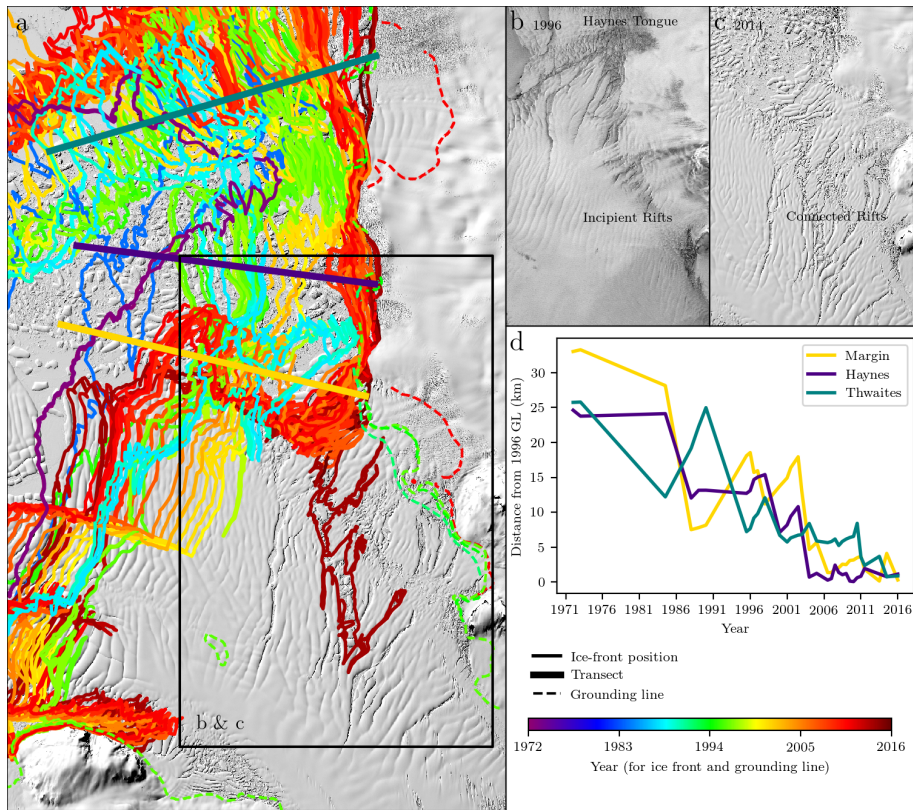 a
b 1996
Haynes Tongue
Incipient Rifts
c 2014
Connected Rifts
b & c
d
Margin
Haynes
Thwaites
Distance from 1996 GL (km)
30
25
20
15
10
5
0
1971 1976 1981 1986 1991 1996 2001 2006 2011 2016
Year
Ice-front position
Transect
Grounding line
1972 1983 1994 2005 2016
Year (for ice front and grounding line)